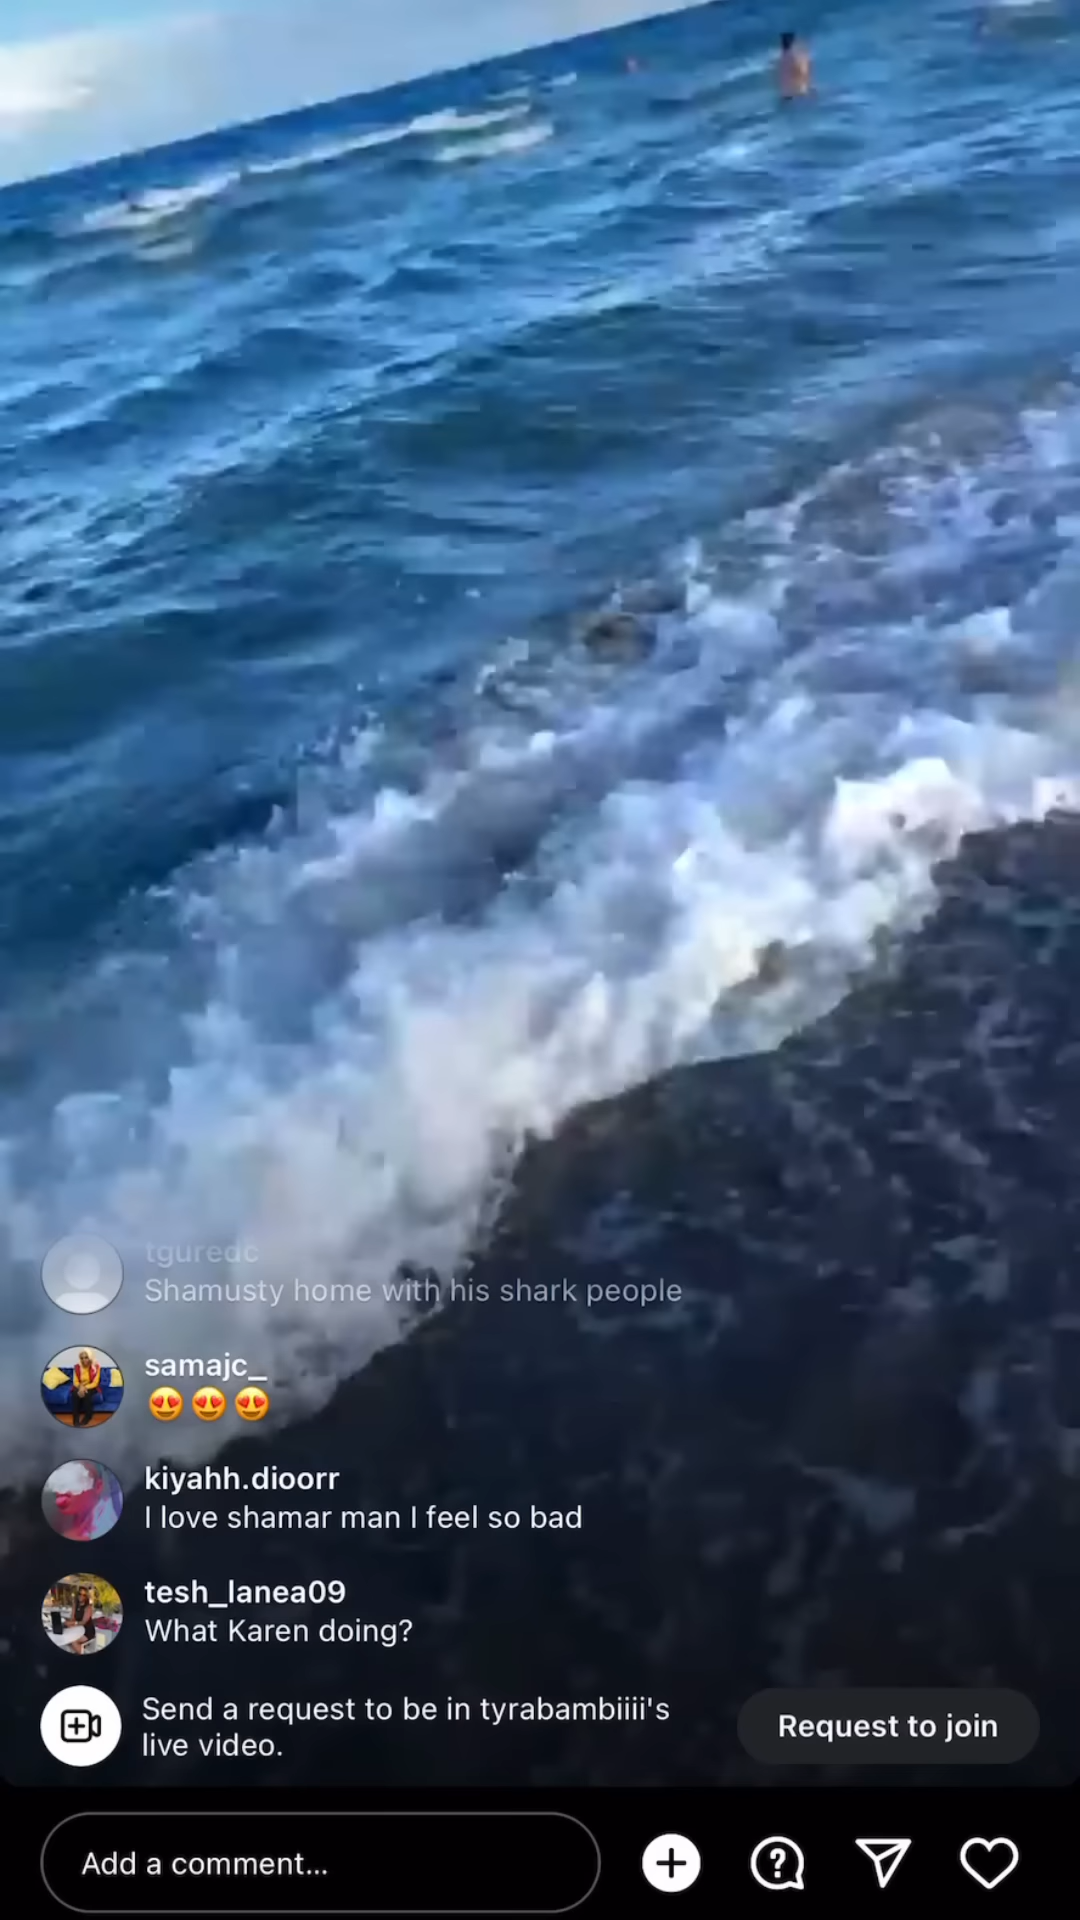 tguredc
Shamusty home with his shark people
samajc_
😍😍😍
kiyahh.dioorr
I love shamar man I feel so bad
tesh_lanea09
What Karen doing?
Send a request to be in tyrabambiiii's
live video.
Request to join
Add a comment...